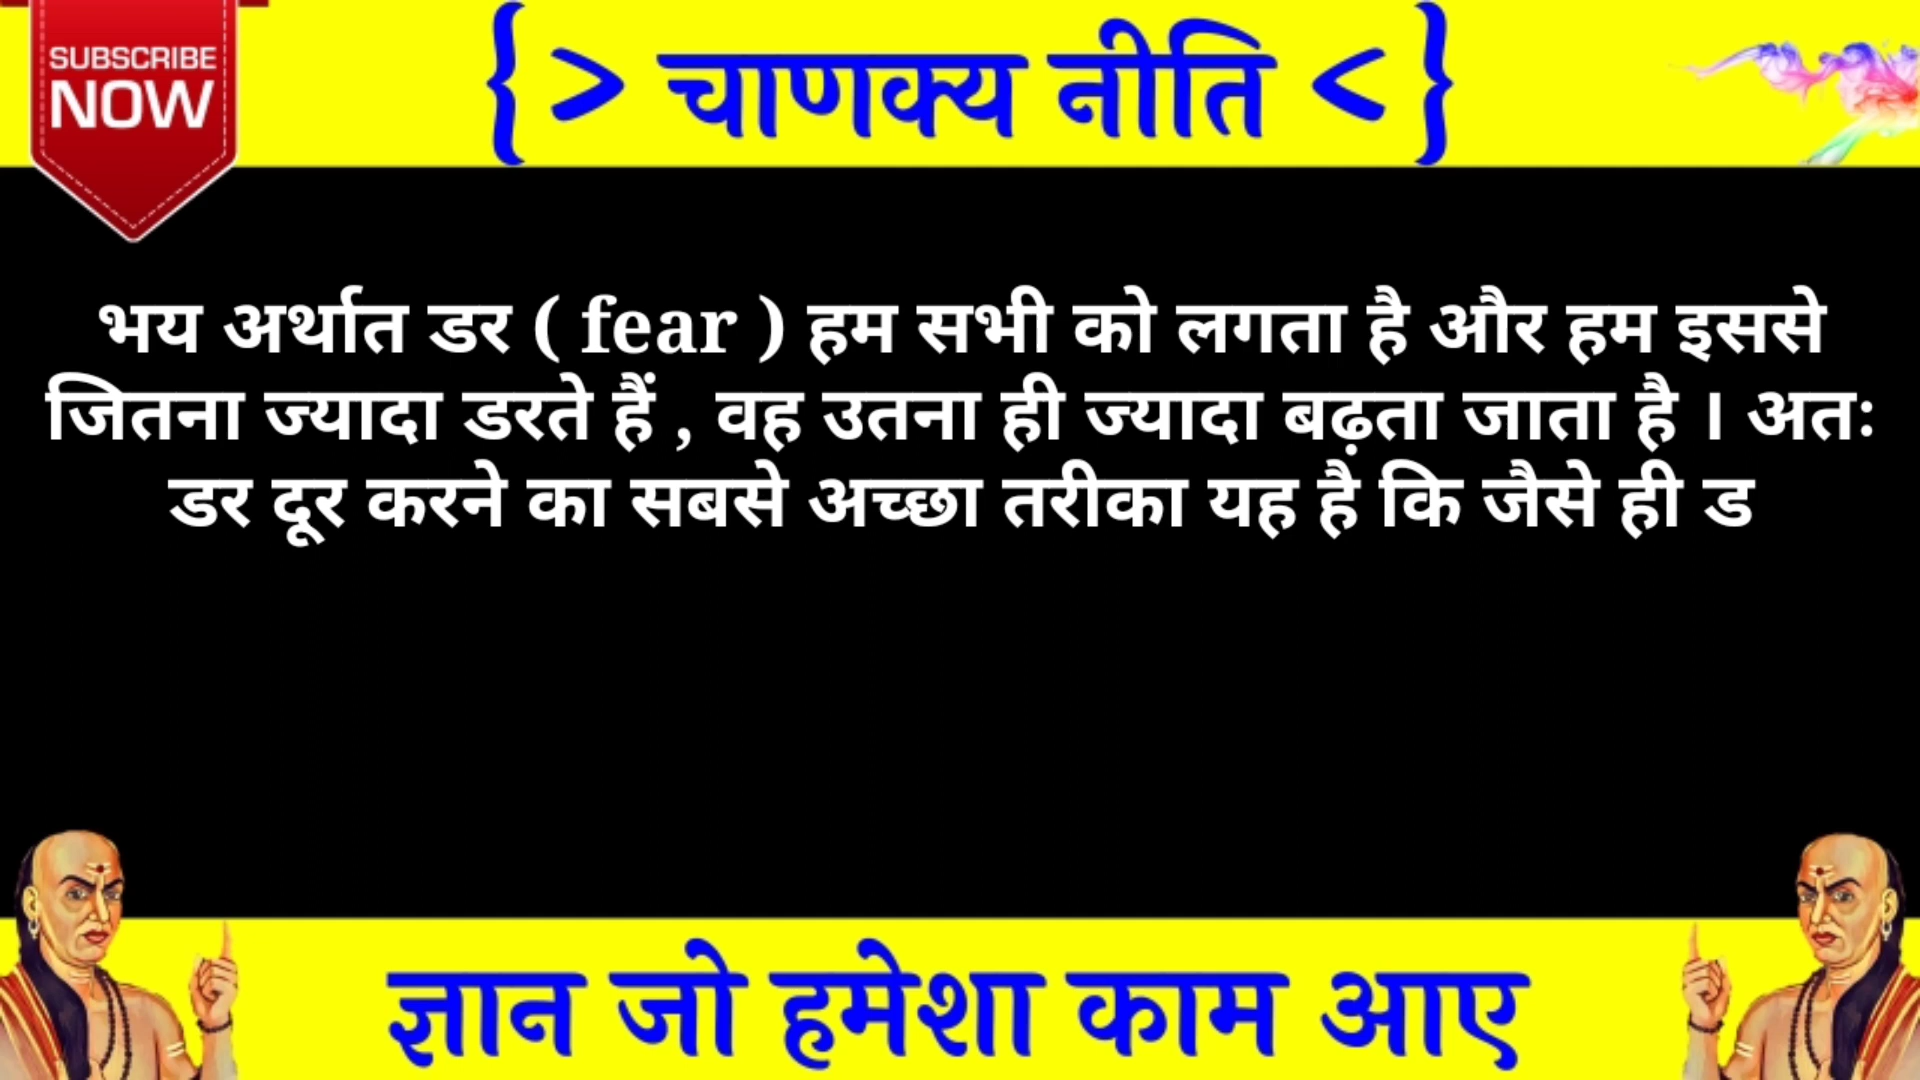 SUBSCRIBE
NOW
{> चाणक्य नीति <}
भय अर्थात डर ( fear ) हम सभी को लगता है और हम इससे
जितना ज्यादा डरते हैं , वह उतना ही ज्यादा बढ़ता जाता है । अतः
डर दूर करने का सबसे अच्छा तरीका यह है कि जैसे ही ड
ज्ञान जो हमेशा काम आए